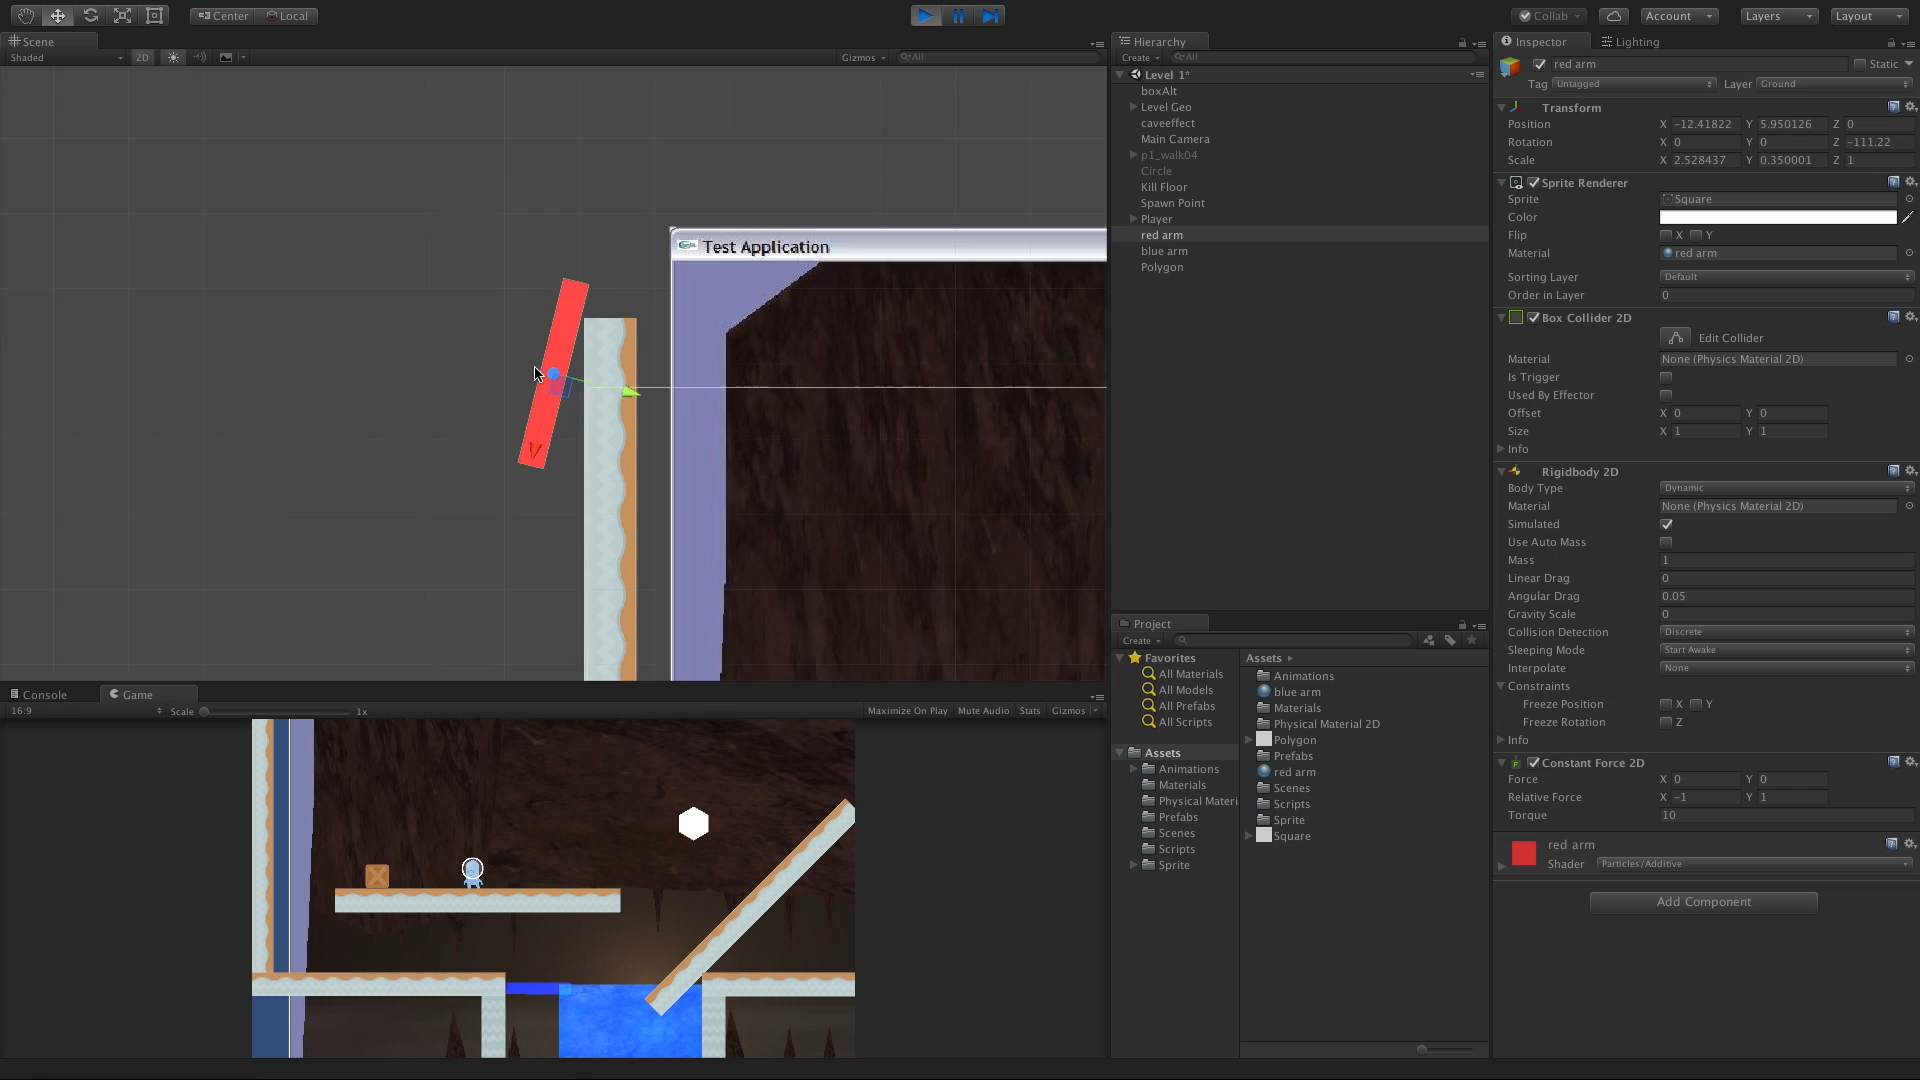 Center Local
Collab Account Layers Layout
Scene
Shaded 2D Gizmos All
Test Application
Console Game
16:9 Scale 1x Maximize On Play Mute Audio Stats Gizmos
Hierarchy
Create All
Level 1*
boxAlt
Level Geo
caveeffect
Main Camera
p1_walk04
Circle
Kill Floor
Spawn Point
Player
red arm
blue arm
Polygon
Project
Create
Favorites
All Materials
All Models
All Prefabs
All Scripts
Assets
Animations
Materials
Physical Materi
Prefabs
Scenes
Scripts
Sprite
Assets
Animations
blue arm
Materials
Physical Material 2D
Polygon
Prefabs
red arm
Scenes
Scripts
Sprite
Square
Inspector Lighting
red arm Static
Tag Untagged Layer Ground
Transform
Position X -12.41822 Y 5.950126 Z 0
Rotation X 0 Y 0 Z -111.22
Scale X 2.528437 Y 0.350001 Z 1
Sprite Renderer
Sprite Square
Color
Flip X Y
Material red arm
Sorting Layer Default
Order in Layer 0
Box Collider 2D
Edit Collider
Material None (Physics Material 2D)
Is Trigger
Used By Effector
Offset X 0 Y 0
Size X 1 Y 1
Info
Rigidbody 2D
Body Type Dynamic
Material None (Physics Material 2D)
Simulated
Use Auto Mass
Mass 1
Linear Drag 0
Angular Drag 0.05
Gravity Scale 0
Collision Detection Discrete
Sleeping Mode Start Awake
Interpolate None
Constraints
Freeze Position X Y
Freeze Rotation Z
Info
Constant Force 2D
Force X 0 Y 0
Relative Force X -1 Y 1
Torque 10
red arm
Shader Particles/Additive
Add Component